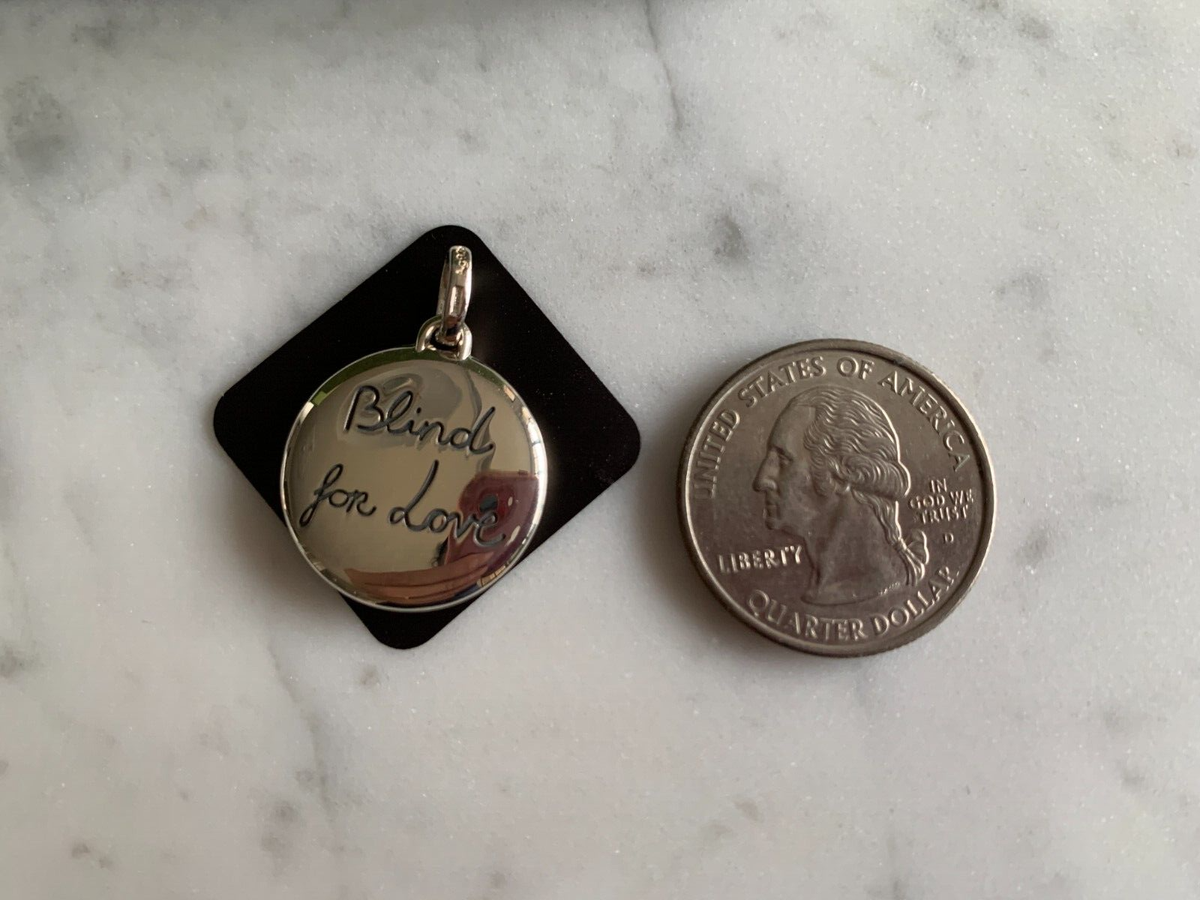 Blind
for Love
UNITED STATES OF AMERICA
IN
GOD WE
TRUST
D
LIBERTY
QUARTER DOLLAR